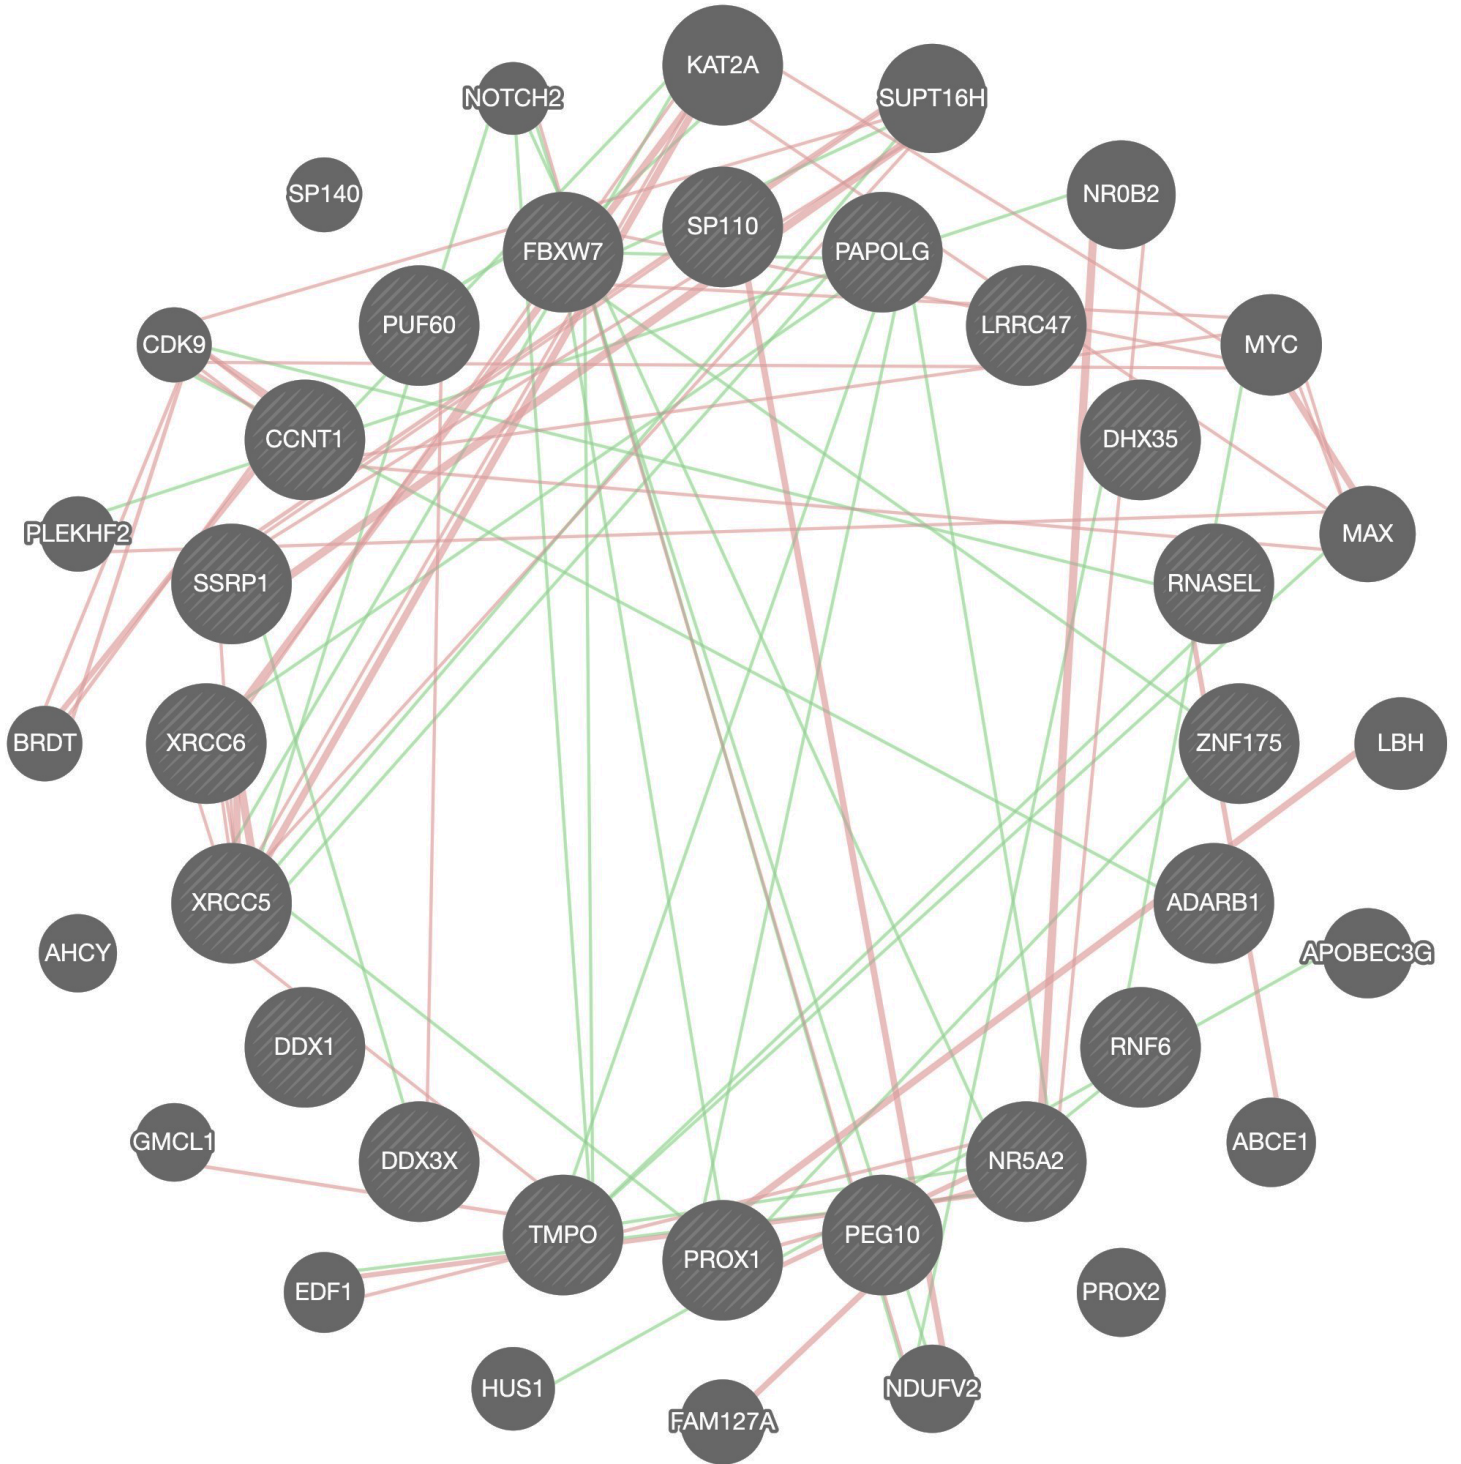 KAT2A
NOTCH2
SUPT16H
SP140
NR0B2
SP110
FBXW7
PAPOLG
PUF60
LRRC47
CDK9
MYC
CCNT1
DHX35
PLEKHF2
MAX
SSRP1
RNASEL
BRDT
XRCC6
ZNF175
LBH
XRCC5
ADARB1
AHCY
APOBEC3G
DDX1
RNF6
GMCL1
ABCE1
DDX3X
NR5A2
TMPO
PEG10
PROX1
EDF1
PROX2
HUS1
NDUFV2
FAM127A